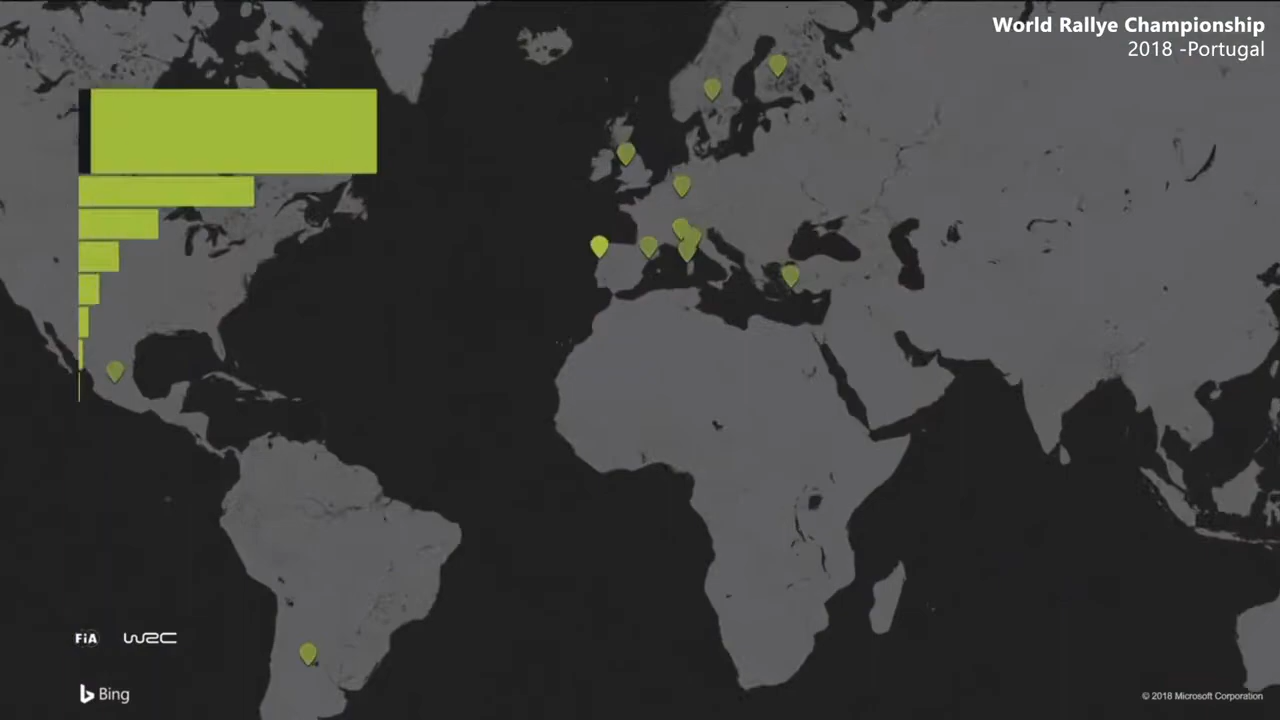 World Rallye Championship
2018 -Portugal
FiA WRC
Bing
© 2018 Microsoft Corporation